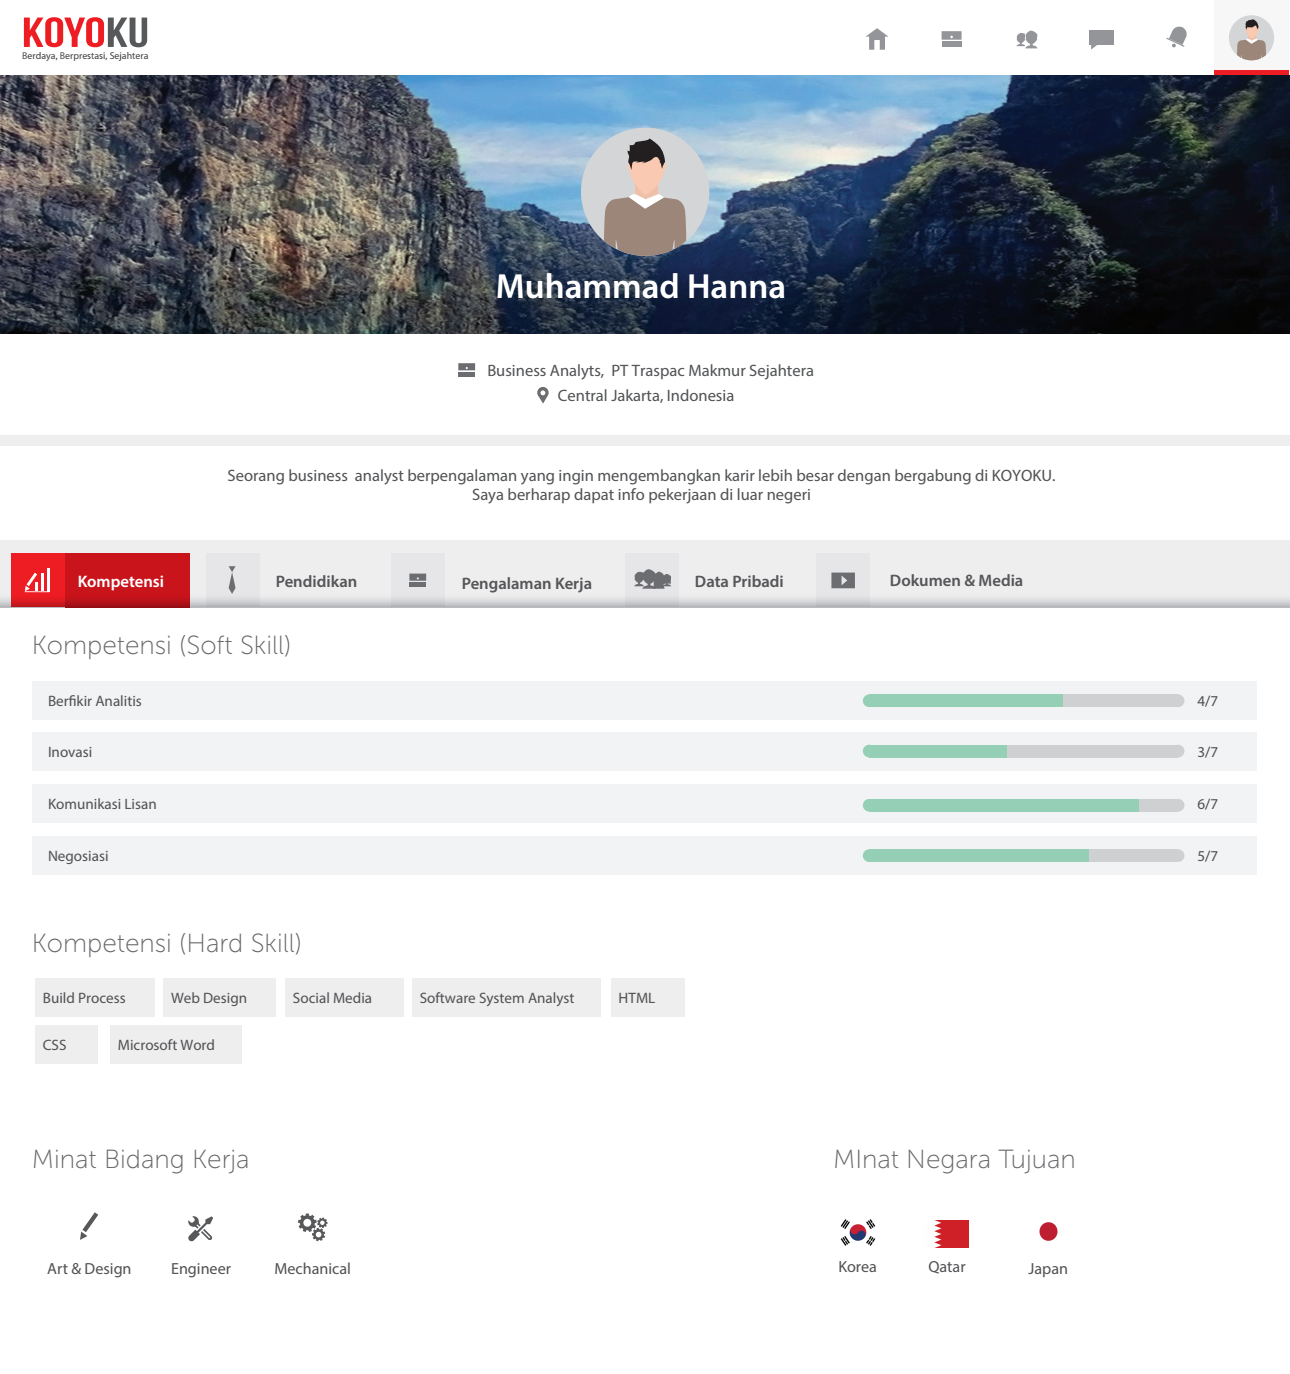 KOYOKU
Berdaya, Berprestasi, Sejahtera
Muhammad Hanna
Business Analyts, PT Traspac Makmur Sejahtera
Central Jakarta, Indonesia
Seorang business analyst berpengalaman yang ingin mengembangkan karir lebih besar dengan bergabung di KOYOKU.
Saya berharap dapat info pekerjaan di luar negeri
Kompetensi Pendidikan Pengalaman Kerja Data Pribadi Dokumen & Media
Kompetensi (Soft Skill)
Berfikir Analitis 4/7
Inovasi 3/7
Komunikasi Lisan 6/7
Negosiasi 5/7
Kompetensi (Hard Skill)
Build Process Web Design Social Media Software System Analyst HTML
CSS Microsoft Word
Minat Bidang Kerja
Art & Design Engineer Mechanical
MInat Negara Tujuan
Korea Qatar Japan